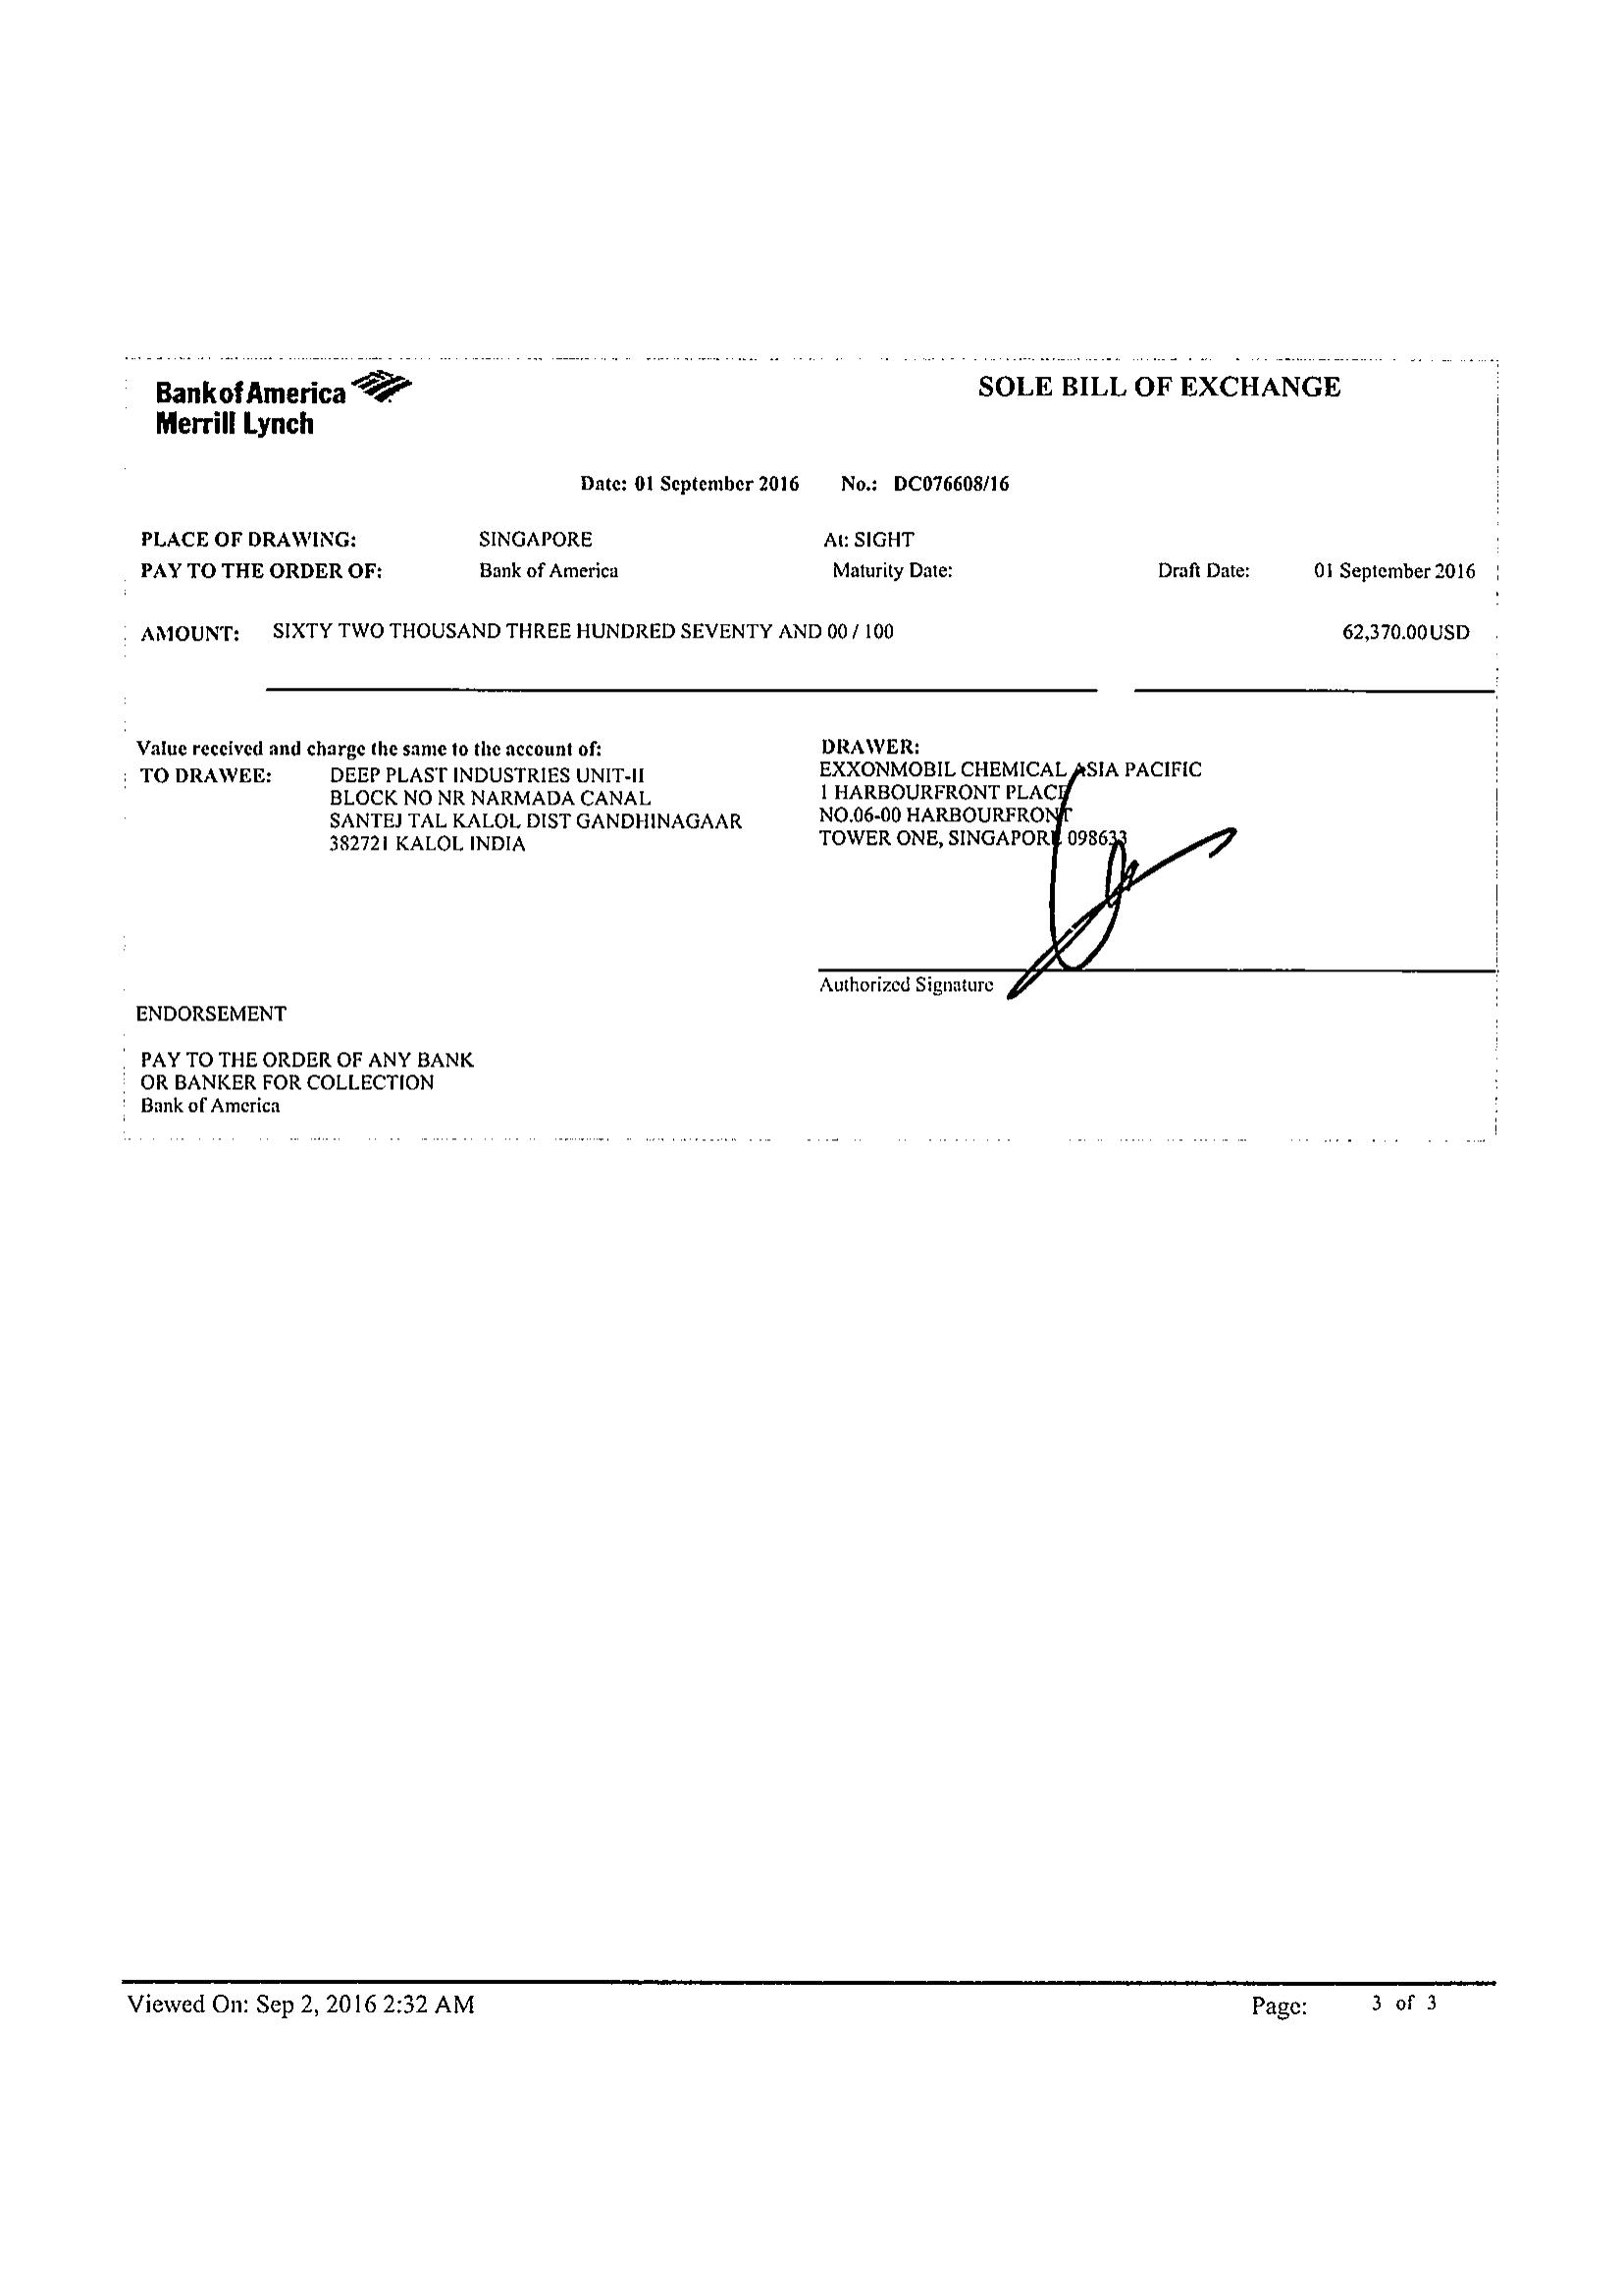 Bank of America
Merrill Lynch
SOLE BILL OF EXCHANGE
Date: 01 September 2016 No.: DC076608/16
PLACE OF DRAWING: SINGAPORE At: SIGHT
PAY TO THE ORDER OF: Bank of America Maturity Date: Draft Date: 01 September 2016
AMOUNT: SIXTY TWO THOUSAND THREE HUNDRED SEVENTY AND 00 / 100 62,370.00USD
Value received and charge the same to the account of:
TO DRAWEE: DEEP PLAST INDUSTRIES UNIT-II
BLOCK NO NR NARMADA CANAL
SANTEJ TAL KALOL DIST GANDHINAGAAR
382721 KALOL INDIA
DRAWER:
EXXONMOBIL CHEMICAL ASIA PACIFIC
1 HARBOURFRONT PLACE
NO.06-00 HARBOURFRONT
TOWER ONE, SINGAPORE 098633
Authorized Signature
ENDORSEMENT
PAY TO THE ORDER OF ANY BANK
OR BANKER FOR COLLECTION
Bank of America
Viewed On: Sep 2, 2016 2:32 AM Page: 3 of 3